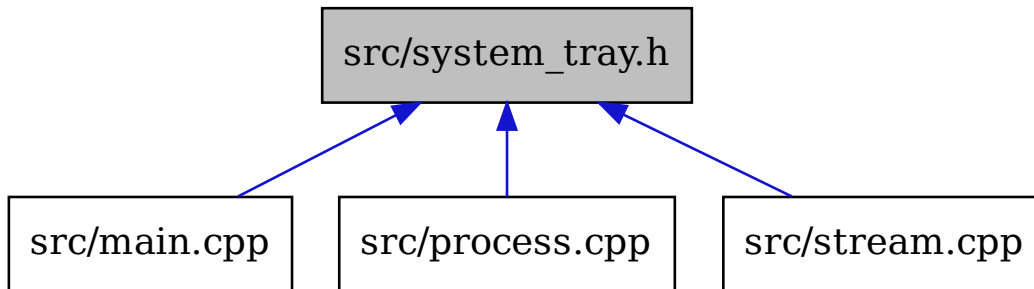 src/system_tray.h
src/main.cpp
src/process.cpp
src/stream.cpp